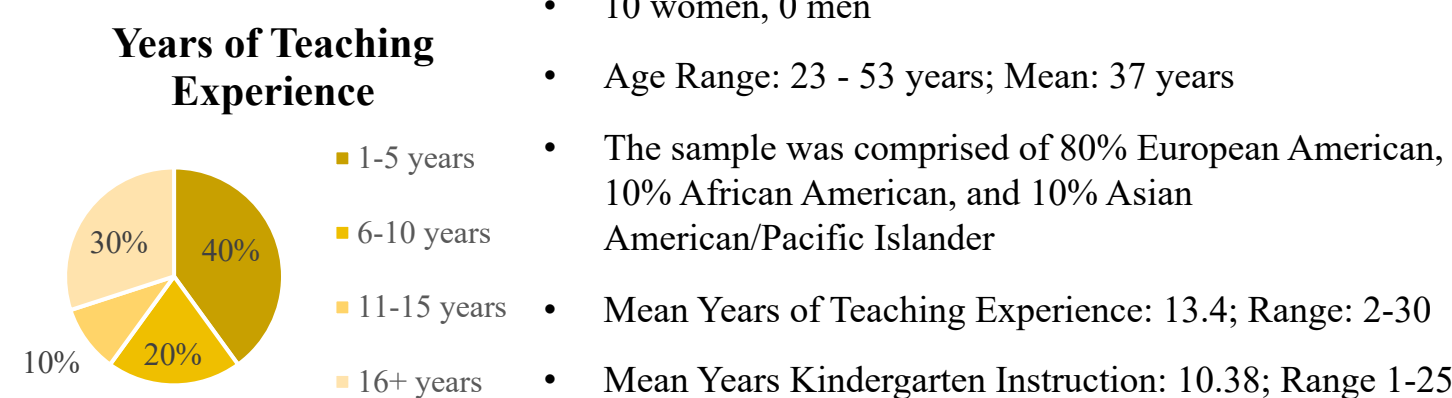 Years of Teaching
Experience
1-5 years
6-10 years
11-15 years
16+ years
40%
20%
10%
30%
• 10 women, 0 men
• Age Range: 23 - 53 years; Mean: 37 years
• The sample was comprised of 80% European American,
10% African American, and 10% Asian
American/Pacific Islander
• Mean Years of Teaching Experience: 13.4; Range: 2-30
• Mean Years Kindergarten Instruction: 10.38; Range 1-25